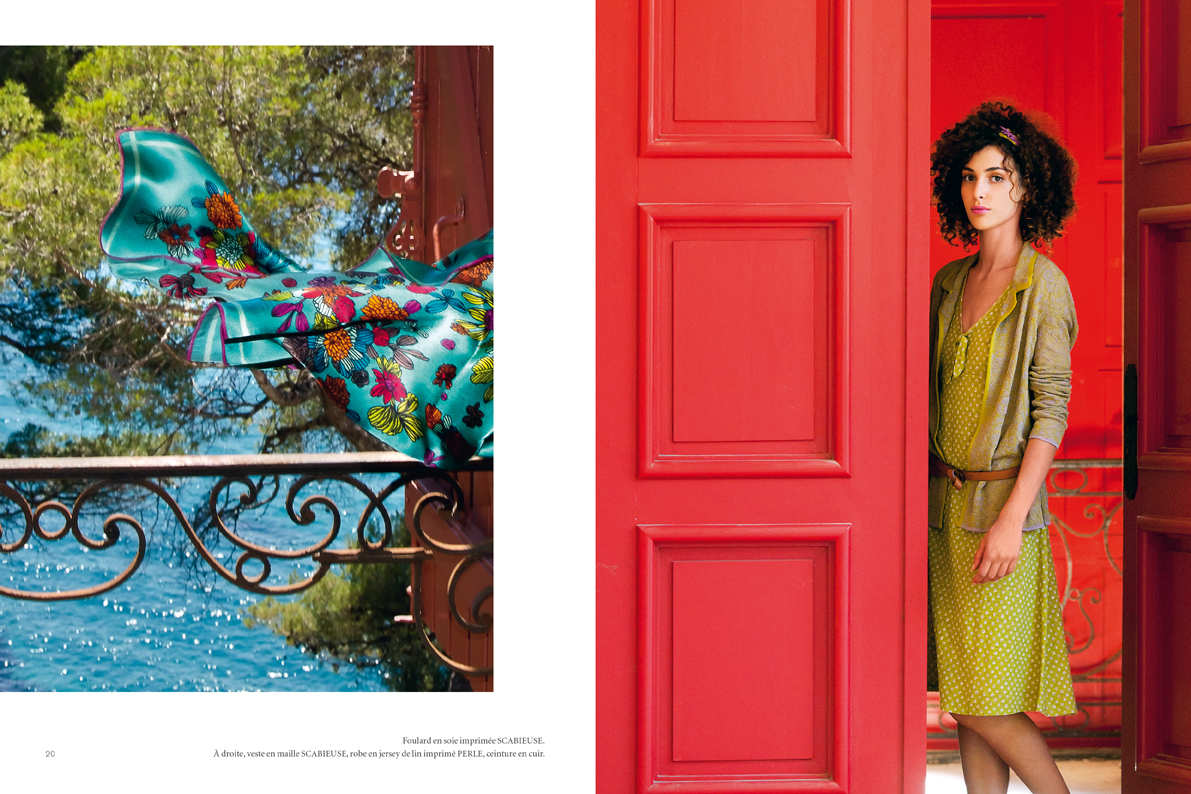 Foulard en soie imprimée SCABIEUSE.
20
À droite, veste en maille SCABIEUSE, robe en jersey de lin imprimé PERLE, ceinture en cuir.